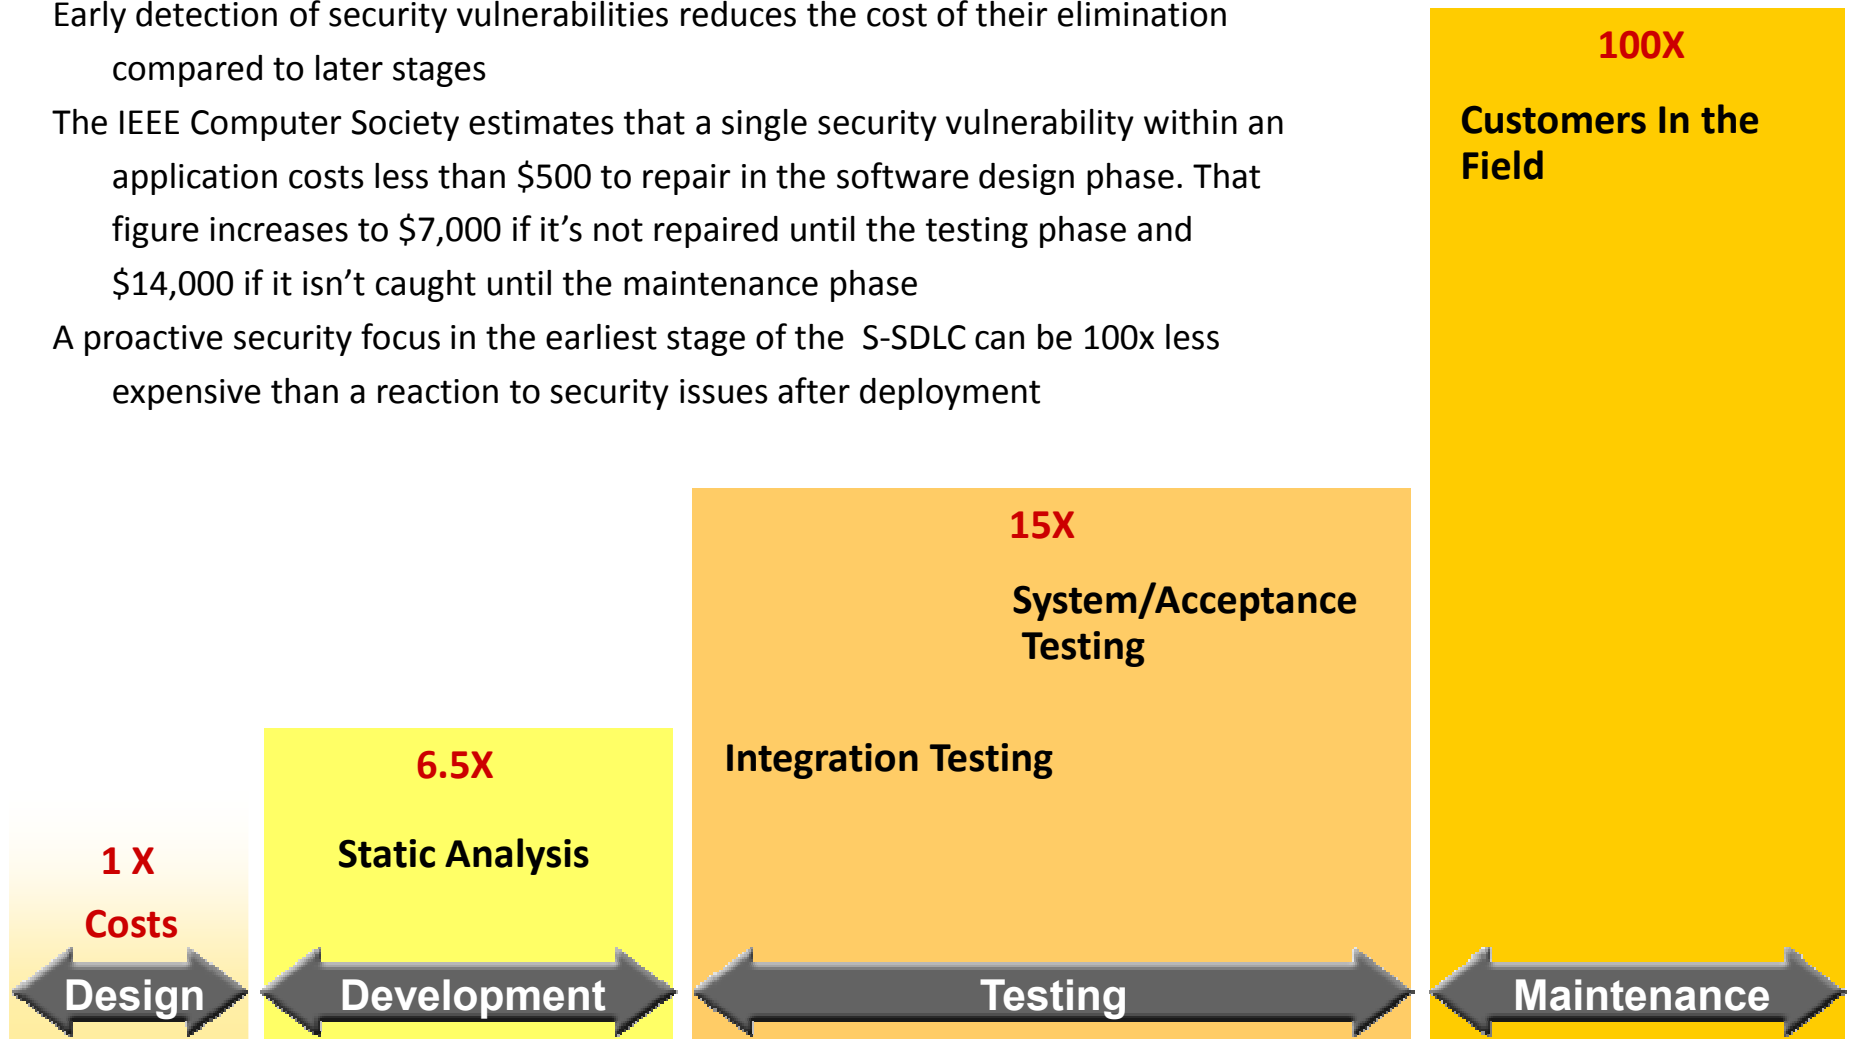 Early detection of security vulnerabilities reduces the cost of their elimination
compared to later stages
The IEEE Computer Society estimates that a single security vulnerability within an
application costs less than $500 to repair in the software design phase. That
figure increases to $7,000 if it’s not repaired until the testing phase and
$14,000 if it isn’t caught until the maintenance phase
A proactive security focus in the earliest stage of the  S-SDLC can be 100x less
expensive than a reaction to security issues after deployment
100X
Customers In the
Field
15X
System/Acceptance
Testing
Integration Testing
6.5X
Static Analysis
1 X
Costs
Design
Development
Testing
Maintenance